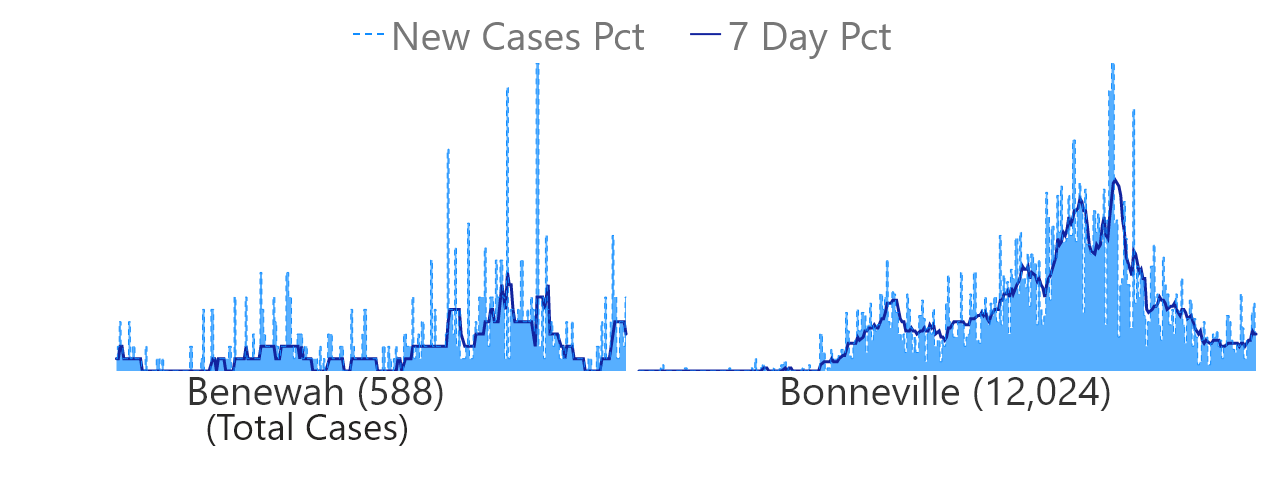 New Cases Pct 7 Day Pct
Benewah (588) Bonneville (12,024)
(Total Cases)